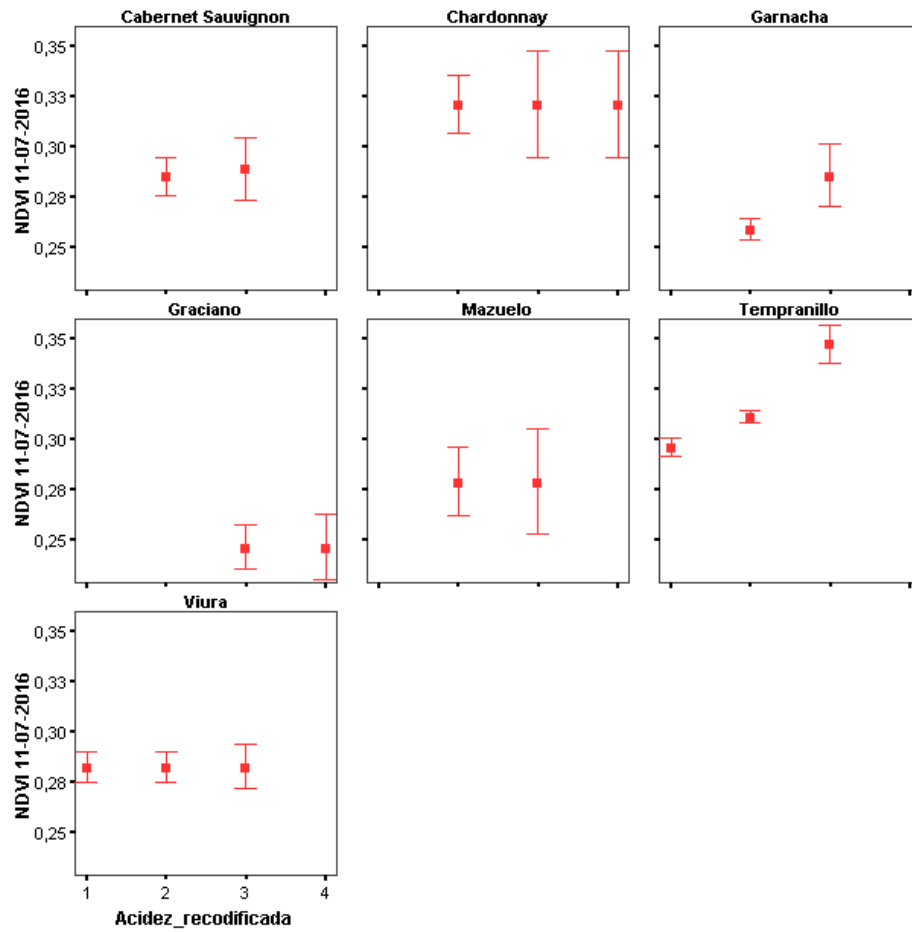 Cabernet Sauvignon
Chardonnay
Garnacha
NDVI 11-07-2016
0,35
0,33
0,30
0,28
0,25
Graciano
Mazuelo
Tempranillo
NDVI 11-07-2016
0,35
0,33
0,30
0,28
0,25
Viura
NDVI 11-07-2016
0,35
0,33
0,30
0,28
0,25
1 2 3 4
Acidez_recodificada